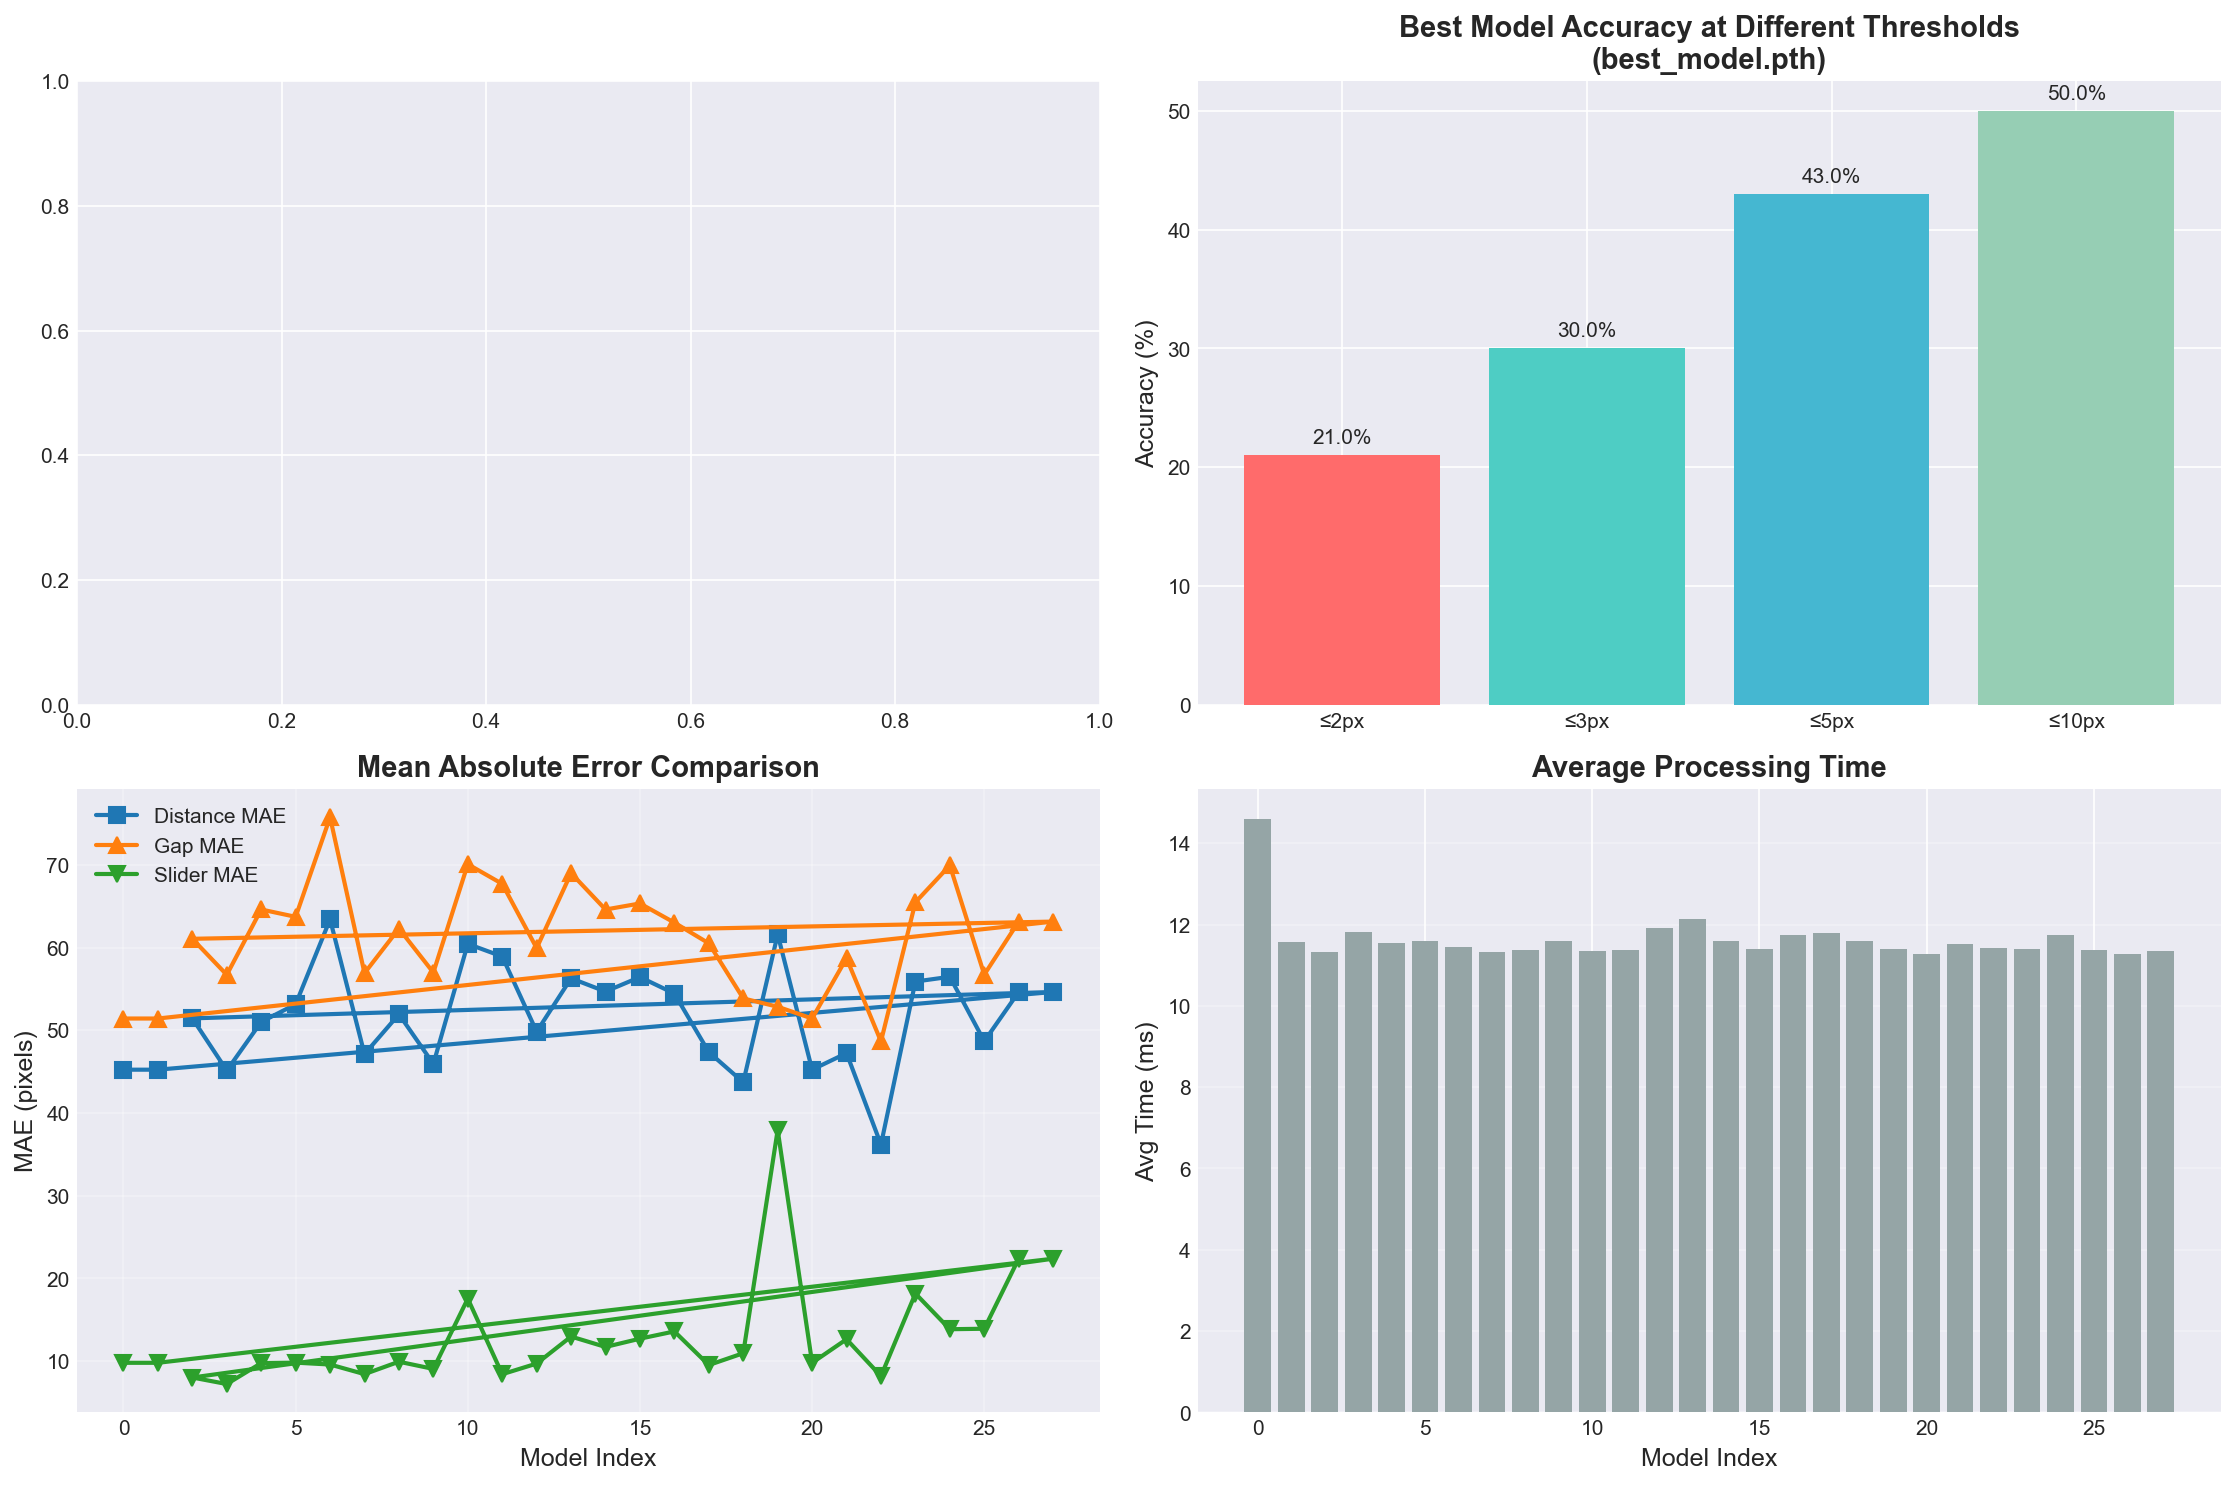 1.0
0.8
0.6
0.4
0.2
0.0
0.0 0.2 0.4 0.6 0.8 1.0
Best Model Accuracy at Different Thresholds
(best_model.pth)
Accuracy (%)
50
40
30
20
10
0
21.0%
30.0%
43.0%
50.0%
≤2px ≤3px ≤5px ≤10px
Mean Absolute Error Comparison
Distance MAE
Gap MAE
Slider MAE
MAE (pixels)
70
60
50
40
30
20
10
0 5 10 15 20 25
Model Index
Average Processing Time
Avg Time (ms)
14
12
10
8
6
4
2
0
0 5 10 15 20 25
Model Index